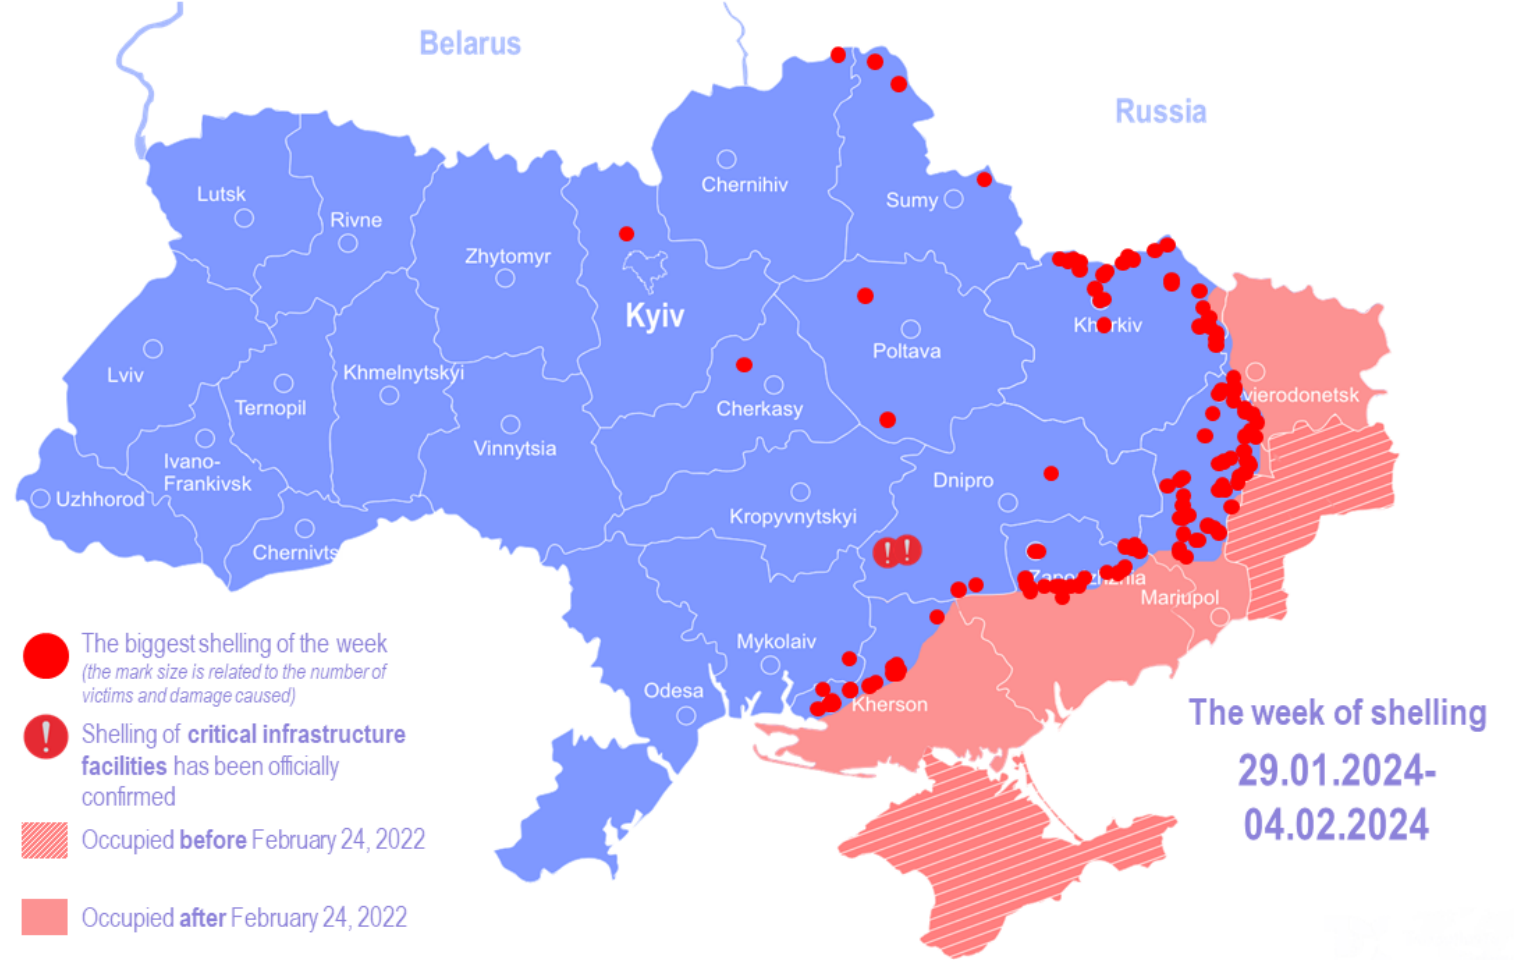 Belarus
Russia
Chernihiv
Lutsk
Sumy
Rivne
Zhytomyr
Kyiv
Kharkiv
Poltava
Lviv
Khmelnytskyi
vierodonetsk
Ternopil
Cherkasy
Vinnytsia
Ivano-
Frankivsk
Dnipro
Uzhhorod
Kropyvnytskyi
Chernivts
Zaporizhzhia
Mariupol
Mykolaiv
Odesa
Kherson
The biggest shelling of the week
(the mark size is related to the number of
victims and damage caused)
Shelling of critical infrastructure
facilities has been officially
confirmed
Occupied before February 24, 2022
Occupied after February 24, 2022
The week of shelling
29.01.2024-
04.02.2024